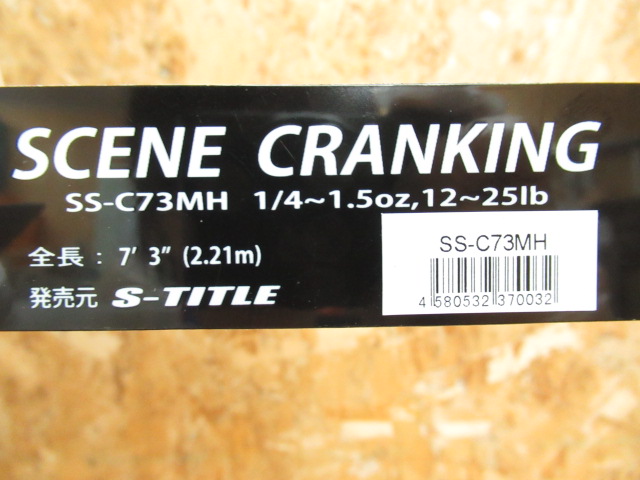 SCENE CRANKING
SS-C73MH 1/4~1.5oz,12~25lb
全長： 7′ 3″ (2.21m)
発売元 S-TITLE
SS-C73MH
4 580532 370032